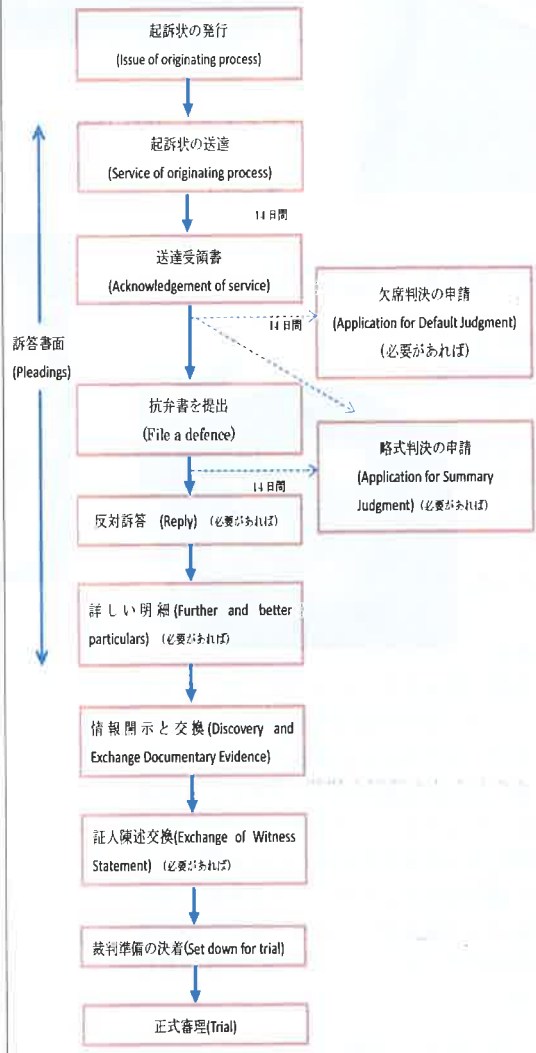 起訴状の発行
(Issue of originating process)
起訴状の送達
(Service of originating process)
14日間
送達受領書
(Acknowledgement of service)
欠席判決の申請
(Application for Default Judgment)
(必要があれば)
14日間
訴答書面
(Pleadings)
抗弁書を提出
(File a defence)
略式判決の申請
(Application for Summary
Judgment) (必要があれば)
14日間
反対訴答 (Reply) (必要があれば)
詳しい明細(Further and better
particulars) (必要があれば)
情報開示と交換(Discovery and
Exchange Documentary Evidence)
証人陳述交換(Exchange of Witness
Statement) (必要があれば)
裁判準備の決着(Set down for trial)
正式審理(Trial)